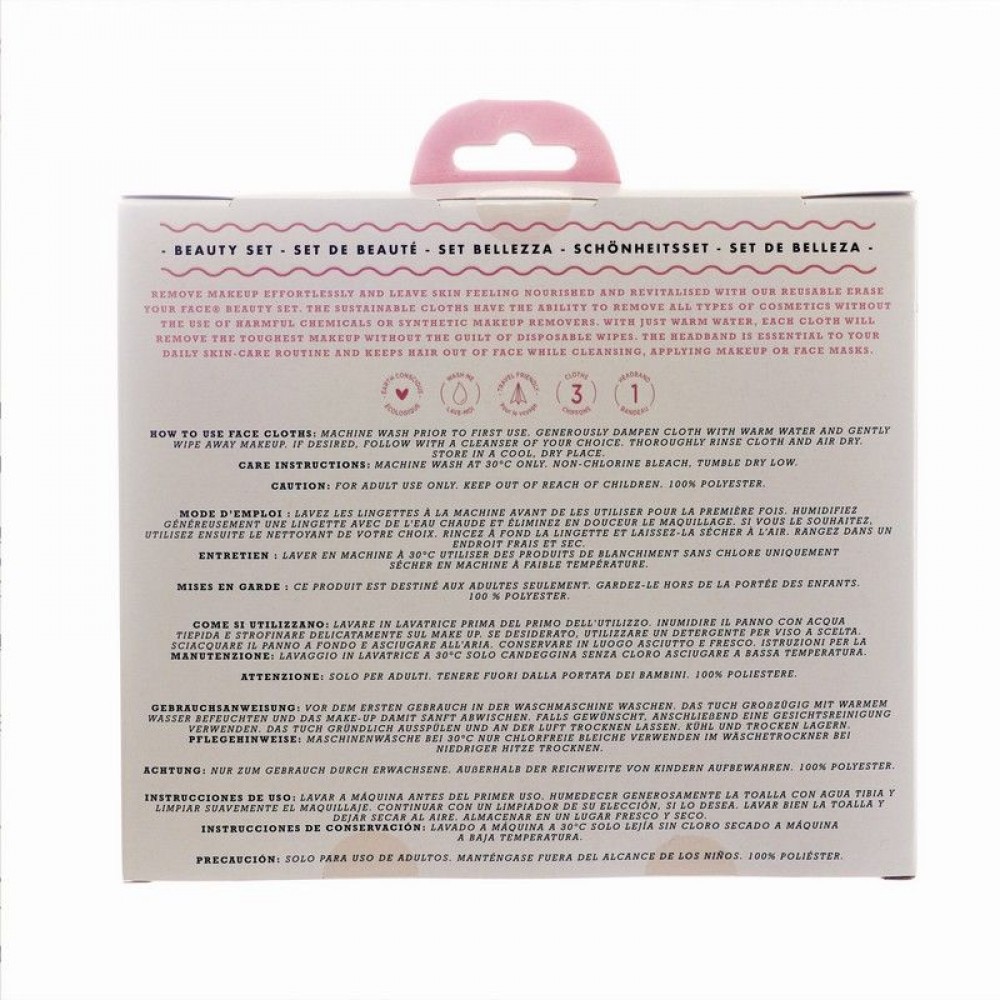 - BEAUTY SET - SET DE BEAUTÉ - SET BELLEZZA - SCHÖNHEITSSET - SET DE BELLEZA -
REMOVE MAKEUP EFFORTLESSLY AND LEAVE SKIN FEELING NOURISHED AND REVITALISED WITH OUR REUSABLE ERASE
YOUR FACE® BEAUTY SET. THE SUSTAINABLE CLOTHS HAVE THE ABILITY TO REMOVE ALL TYPES OF COSMETICS WITHOUT
THE USE OF HARMFUL CHEMICALS OR SYNTHETIC MAKEUP REMOVERS. WITH JUST WARM WATER, EACH CLOTH WILL
REMOVE THE TOUGHEST MAKEUP WITHOUT THE GUILT OF DISPOSABLE WIPES. THE HEADBAND IS ESSENTIAL TO YOUR
DAILY SKIN-CARE ROUTINE AND KEEPS HAIR OUT OF FACE WHILE CLEANSING, APPLYING MAKEUP OR FACE MASKS.
EARTH CONSCIOUS
ÉCOLOGIQUE
WASH ME
LAVE-MOI
TRAVEL FRIENDLY
pour le voyage
CLOTHS
3
CHIFFONS
HEADBAND
1
BANDEAU
HOW TO USE FACE CLOTHS: MACHINE WASH PRIOR TO FIRST USE. GENEROUSLY DAMPEN CLOTH WITH WARM WATER AND GENTLY
WIPE AWAY MAKEUP. IF DESIRED, FOLLOW WITH A CLEANSER OF YOUR CHOICE. THOROUGHLY RINSE CLOTH AND AIR DRY.
STORE IN A COOL, DRY PLACE.
CARE INSTRUCTIONS: MACHINE WASH AT 30°C ONLY. NON-CHLORINE BLEACH, TUMBLE DRY LOW.
CAUTION: FOR ADULT USE ONLY. KEEP OUT OF REACH OF CHILDREN. 100% POLYESTER.
MODE D'EMPLOI : LAVEZ LES LINGETTES À LA MACHINE AVANT DE LES UTILISER POUR LA PREMIÈRE FOIS. HUMIDIFIEZ
GÉNÉREUSEMENT UNE LINGETTE AVEC DE L'EAU CHAUDE ET ÉLIMINEZ EN DOUCEUR LE MAQUILLAGE. SI VOUS LE SOUHAITEZ,
UTILISEZ ENSUITE LE NETTOYANT DE VOTRE CHOIX. RINCEZ À FOND LA LINGETTE ET LAISSEZ-LA SÉCHER À L'AIR. RANGEZ DANS UN
ENDROIT FRAIS ET SEC.
ENTRETIEN : LAVER EN MACHINE À 30°C UTILISER DES PRODUITS DE BLANCHIMENT SANS CHLORE UNIQUEMENT
SÉCHER EN MACHINE À FAIBLE TEMPÉRATURE.
MISES EN GARDE : CE PRODUIT EST DESTINÉ AUX ADULTES SEULEMENT. GARDEZ-LE HORS DE LA PORTÉE DES ENFANTS.
100 % POLYESTER.
COME SI UTILIZZANO: LAVARE IN LAVATRICE PRIMA DEL PRIMO DELL'UTILIZZO. INUMIDIRE IL PANNO CON ACQUA
TIEPIDA E STROFINARE DELICATAMENTE SUL MAKE UP. SE DESIDERATO, UTILIZZARE UN DETERGENTE PER VISO A SCELTA.
SCIACQUARE IL PANNO A FONDO E ASCIUGARE ALL'ARIA. CONSERVARE IN LUOGO ASCIUTTO E FRESCO. ISTRUZIONI PER LA
MANUTENZIONE: LAVAGGIO IN LAVATRICE A 30°C SOLO CANDEGGINA SENZA CLORO ASCIUGARE A BASSA TEMPERATURA.
ATTENZIONE: SOLO PER ADULTI. TENERE FUORI DALLA PORTATA DEI BAMBINI. 100% POLIESTERE.
GEBRAUCHSANWEISUNG: VOR DEM ERSTEN GEBRAUCH IN DER WASCHMASCHINE WASCHEN. DAS TUCH GROßZÜGIG MIT WARMEM
WASSER BEFEUCHTEN UND DAS MAKE-UP DAMIT SANFT ABWISCHEN. FALLS GEWÜNSCHT, ANSCHLIEßEND EINE GESICHTSREINIGUNG
VERWENDEN. DAS TUCH GRÜNDLICH AUSSPÜLEN UND AN DER LUFT TROCKNEN LASSEN. KÜHL UND TROCKEN LAGERN.
PFLEGEHINWEISE: MASCHINENWÄSCHE BEI 30°C NUR CHLORFREIE BLEICHE VERWENDEN IM WÄSCHETROCKNER BEI
NIEDRIGER HITZE TROCKNEN.
ACHTUNG: NUR ZUM GEBRAUCH DURCH ERWACHSENE. AUßERHALB DER REICHWEITE VON KINDERN AUFBEWAHREN. 100% POLYESTER.
INSTRUCCIONES DE USO: LAVAR A MÁQUINA ANTES DEL PRIMER USO. HUMEDECER GENEROSAMENTE LA TOALLA CON AGUA TIBIA Y
LIMPIAR SUAVEMENTE EL MAQUILLAJE. CONTINUAR CON UN LIMPIADOR DE SU ELECCIÓN, SI LO DESEA. LAVAR BIEN LA TOALLA Y
DEJAR SECAR AL AIRE. ALMACENAR EN UN LUGAR FRESCO Y SECO.
INSTRUCCIONES DE CONSERVACIÓN: LAVADO A MÁQUINA A 30°C SOLO LEJÍA SIN CLORO SECADO A MÁQUINA
A BAJA TEMPERATURA.
PRECAUCIÓN: SOLO PARA USO DE ADULTOS. MANTÉNGASE FUERA DEL ALCANCE DE LOS NIÑOS. 100% POLIÉSTER.